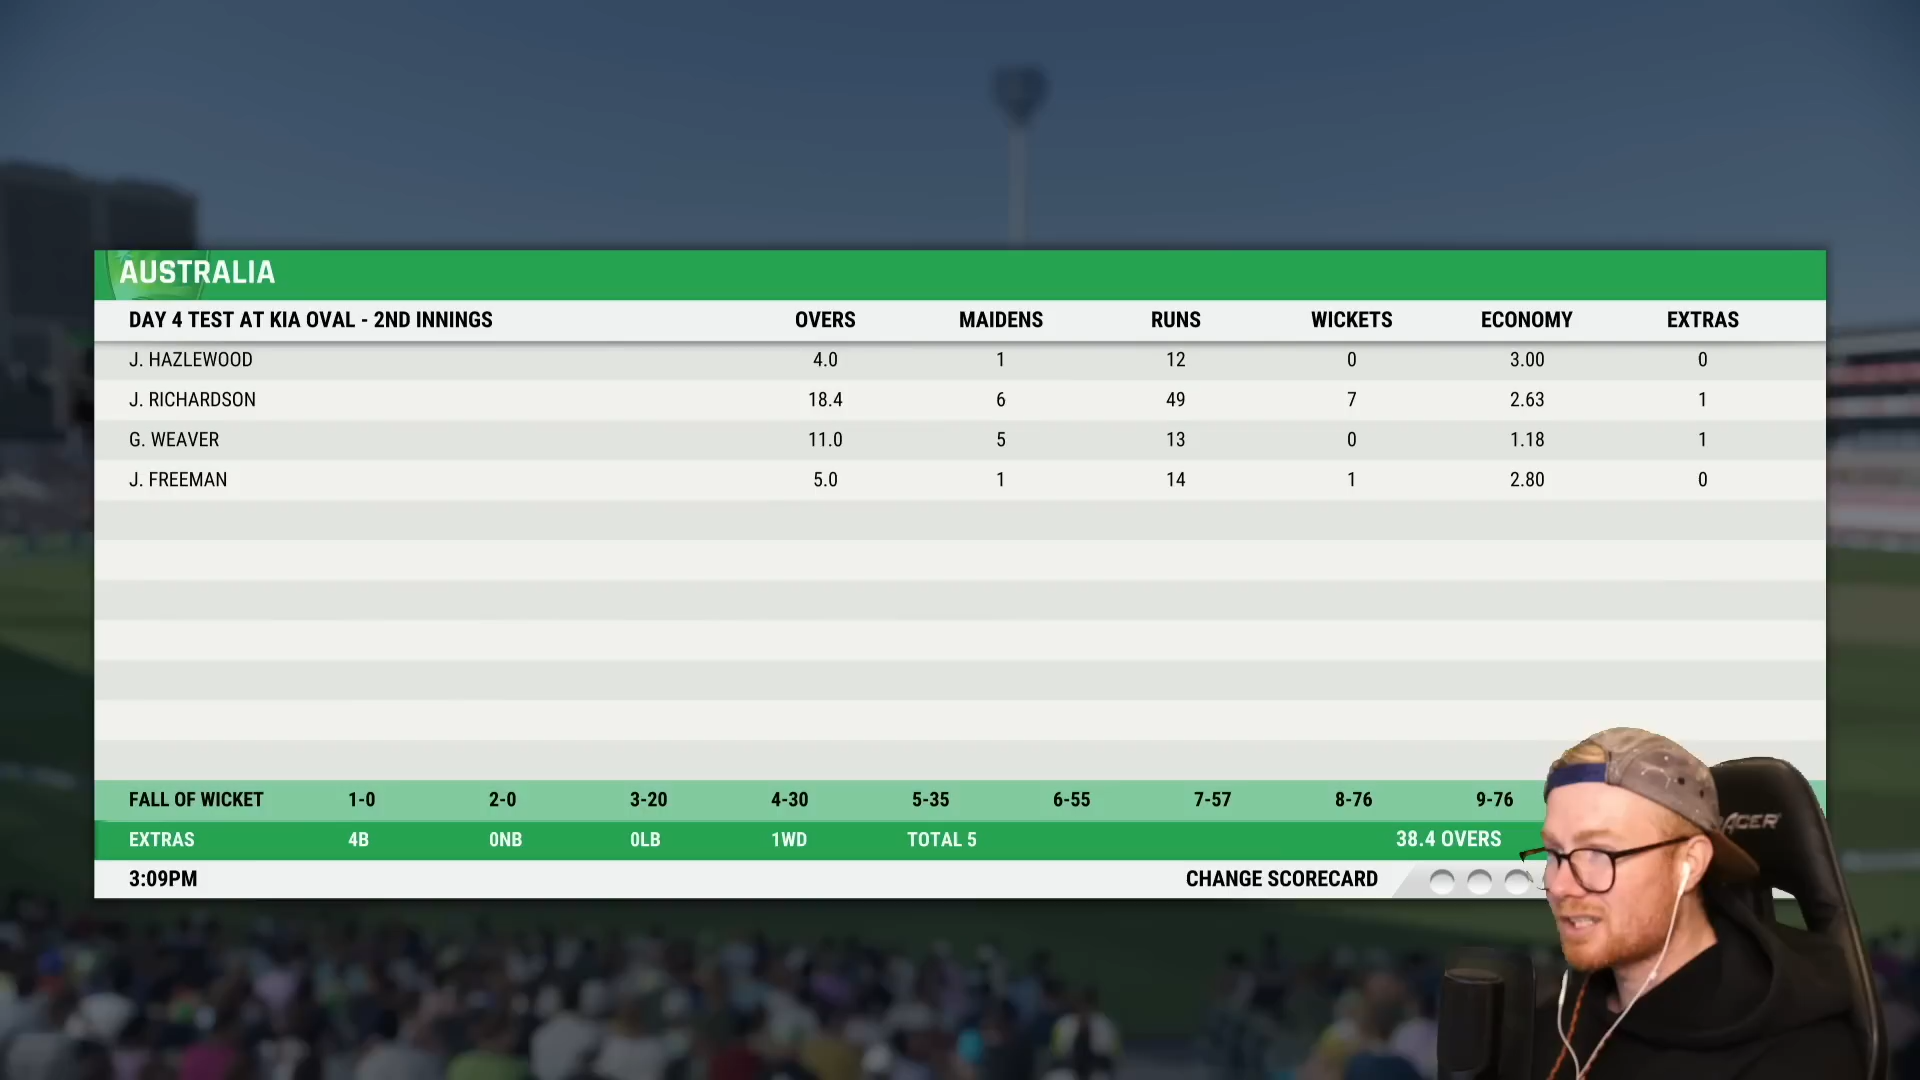 AUSTRALIA
DAY 4 TEST AT KIA OVAL - 2ND INNINGS OVERS MAIDENS RUNS WICKETS ECONOMY EXTRAS
J. HAZLEWOOD 4.0 1 12 0 3.00 0
J. RICHARDSON 18.4 6 49 7 2.63 1
G. WEAVER 11.0 5 13 0 1.18 1
J. FREEMAN 5.0 1 14 1 2.80 0
FALL OF WICKET 1-0 2-0 3-20 4-30 5-35 6-55 7-57 8-76 9-76
EXTRAS 4B 0NB 0LB 1WD TOTAL 5 38.4 OVERS
3:09PM CHANGE SCORECARD